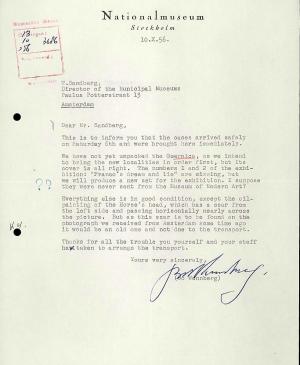 Nationalmuseum
Stockholm
10.X.56.
W.Sandberg,
Director of the Municipal Museums
Paulus Potterstraat 13
Amsterdam
Dear Mr. Sandberg,
This is to inform you that the cases arrived safely
on Saturday 6th and were brought here immediately.
We have not yet unpacked the Guernica, as we intend
to bring the new localities in order first, but its
cover is all right. The numbers 1 and 2 of the exhi-
bition: "Franco's dream and lie" are missing, but
we will produce a new set for the exhibition. I suppose
they were never sent from the Museum of Modern Art?
??
Everything else is in good condition, except the oil-
painting of the Horse's head, which has a scar from
the left side and passing horizontally nearly across the
picture. But as this scar is to be found on the
photographs we received from Amsterdam some time ago,
it would be an old one and not due to the transport.
Thanks for all the trouble you yourself and your staff
have taken to arrange the transport.
Yours very sincerely,